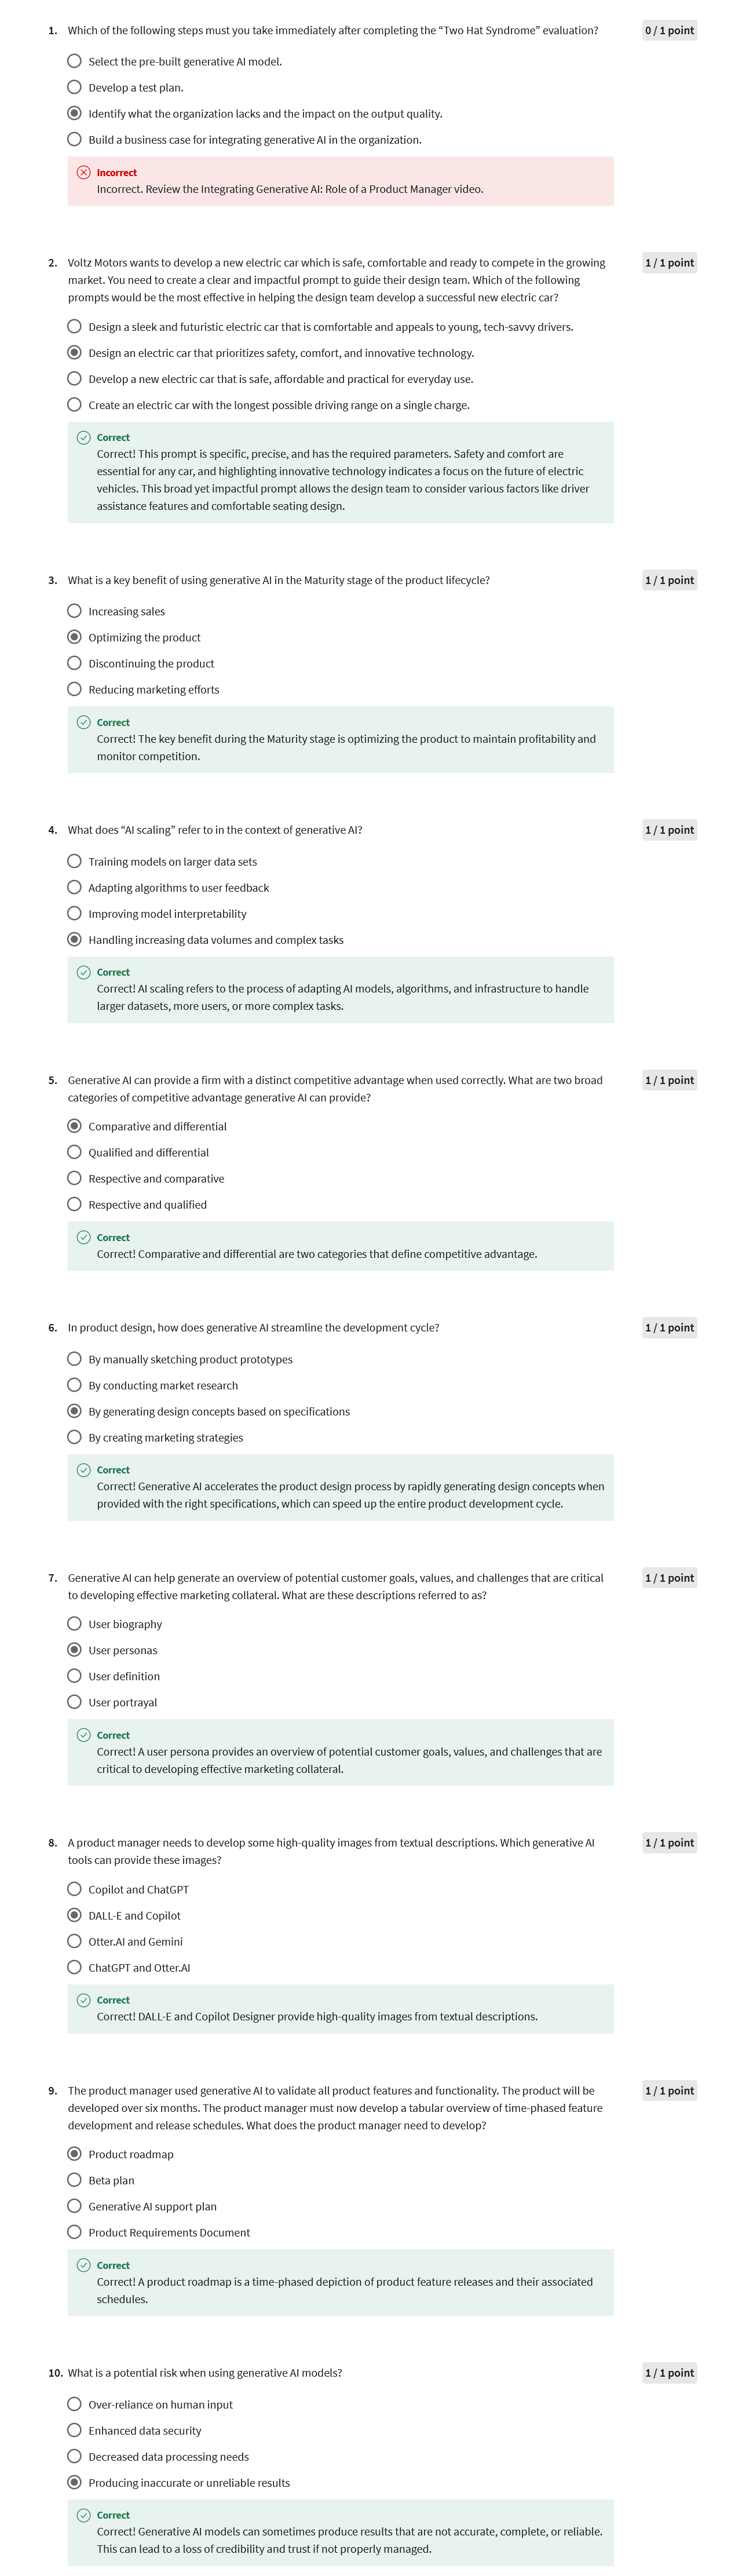 1. Which of the following steps must you take immediately after completing the “Two Hat Syndrome” evaluation? 0 / 1 point
Select the pre-built generative AI model.
Develop a test plan.
Identify what the organization lacks and the impact on the output quality.
Build a business case for integrating generative AI in the organization.
Incorrect
Incorrect. Review the Integrating Generative AI: Role of a Product Manager video.
2. Voltz Motors wants to develop a new electric car which is safe, comfortable and ready to compete in the growing 1 / 1 point
market. You need to create a clear and impactful prompt to guide their design team. Which of the following
prompts would be the most effective in helping the design team develop a successful new electric car?
Design a sleek and futuristic electric car that is comfortable and appeals to young, tech-savvy drivers.
Design an electric car that prioritizes safety, comfort, and innovative technology.
Develop a new electric car that is safe, affordable and practical for everyday use.
Create an electric car with the longest possible driving range on a single charge.
Correct
Correct! This prompt is specific, precise, and has the required parameters. Safety and comfort are
essential for any car, and highlighting innovative technology indicates a focus on the future of electric
vehicles. This broad yet impactful prompt allows the design team to consider various factors like driver
assistance features and comfortable seating design.
3. What is a key benefit of using generative AI in the Maturity stage of the product lifecycle? 1 / 1 point
Increasing sales
Optimizing the product
Discontinuing the product
Reducing marketing efforts
Correct
Correct! The key benefit during the Maturity stage is optimizing the product to maintain profitability and
monitor competition.
4. What does “AI scaling” refer to in the context of generative AI? 1 / 1 point
Training models on larger data sets
Adapting algorithms to user feedback
Improving model interpretability
Handling increasing data volumes and complex tasks
Correct
Correct! AI scaling refers to the process of adapting AI models, algorithms, and infrastructure to handle
larger datasets, more users, or more complex tasks.
5. Generative AI can provide a firm with a distinct competitive advantage when used correctly. What are two broad 1 / 1 point
categories of competitive advantage generative AI can provide?
Comparative and differential
Qualified and differential
Respective and comparative
Respective and qualified
Correct
Correct! Comparative and differential are two categories that define competitive advantage.
6. In product design, how does generative AI streamline the development cycle? 1 / 1 point
By manually sketching product prototypes
By conducting market research
By generating design concepts based on specifications
By creating marketing strategies
Correct
Correct! Generative AI accelerates the product design process by rapidly generating design concepts when
provided with the right specifications, which can speed up the entire product development cycle.
7. Generative AI can help generate an overview of potential customer goals, values, and challenges that are critical 1 / 1 point
to developing effective marketing collateral. What are these descriptions referred to as?
User biography
User personas
User definition
User portrayal
Correct
Correct! A user persona provides an overview of potential customer goals, values, and challenges that are
critical to developing effective marketing collateral.
8. A product manager needs to develop some high-quality images from textual descriptions. Which generative AI 1 / 1 point
tools can provide these images?
Copilot and ChatGPT
DALL-E and Copilot
Otter.AI and Gemini
ChatGPT and Otter.AI
Correct
Correct! DALL-E and Copilot Designer provide high-quality images from textual descriptions.
9. The product manager used generative AI to validate all product features and functionality. The product will be 1 / 1 point
developed over six months. The product manager must now develop a tabular overview of time-phased feature
development and release schedules. What does the product manager need to develop?
Product roadmap
Beta plan
Generative AI support plan
Product Requirements Document
Correct
Correct! A product roadmap is a time-phased depiction of product feature releases and their associated
schedules.
10. What is a potential risk when using generative AI models? 1 / 1 point
Over-reliance on human input
Enhanced data security
Decreased data processing needs
Producing inaccurate or unreliable results
Correct
Correct! Generative AI models can sometimes produce results that are not accurate, complete, or reliable.
This can lead to a loss of credibility and trust if not properly managed.